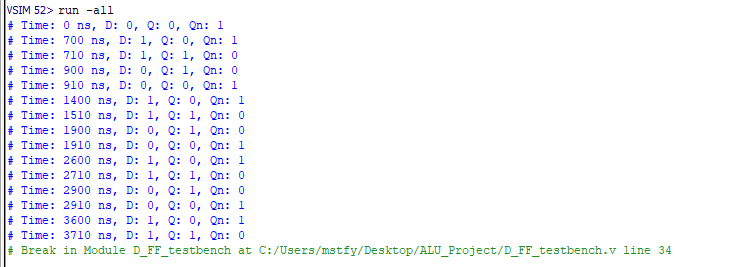 VSIM 52> run -all
# Time: 0 ns, D: 0, Q: 0, Qn: 1
# Time: 700 ns, D: 1, Q: 0, Qn: 1
# Time: 710 ns, D: 1, Q: 1, Qn: 0
# Time: 900 ns, D: 0, Q: 1, Qn: 0
# Time: 910 ns, D: 0, Q: 0, Qn: 1
# Time: 1400 ns, D: 1, Q: 0, Qn: 1
# Time: 1510 ns, D: 1, Q: 1, Qn: 0
# Time: 1900 ns, D: 0, Q: 1, Qn: 0
# Time: 1910 ns, D: 0, Q: 0, Qn: 1
# Time: 2600 ns, D: 1, Q: 0, Qn: 1
# Time: 2710 ns, D: 1, Q: 1, Qn: 0
# Time: 2900 ns, D: 0, Q: 1, Qn: 0
# Time: 2910 ns, D: 0, Q: 0, Qn: 1
# Time: 3600 ns, D: 1, Q: 0, Qn: 1
# Time: 3710 ns, D: 1, Q: 1, Qn: 0
# Break in Module D_FF_testbench at C:/Users/mstfy/Desktop/ALU_Project/D_FF_testbench.v line 34